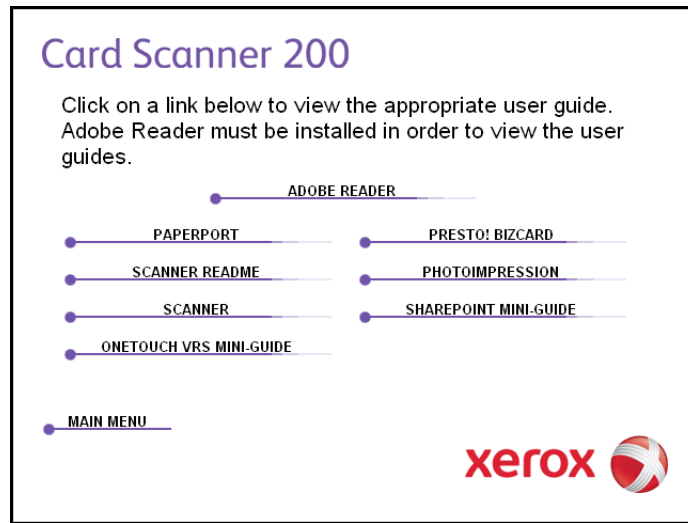 Card Scanner 200
Click on a link below to view the appropriate user guide.
Adobe Reader must be installed in order to view the user
guides.
ADOBE READER
PAPERPORT
PRESTO! BIZCARD
SCANNER README
PHOTOIMPRESSION
SCANNER
SHAREPOINT MINI-GUIDE
ONETOUCH VRS MINI-GUIDE
MAIN MENU
xerox